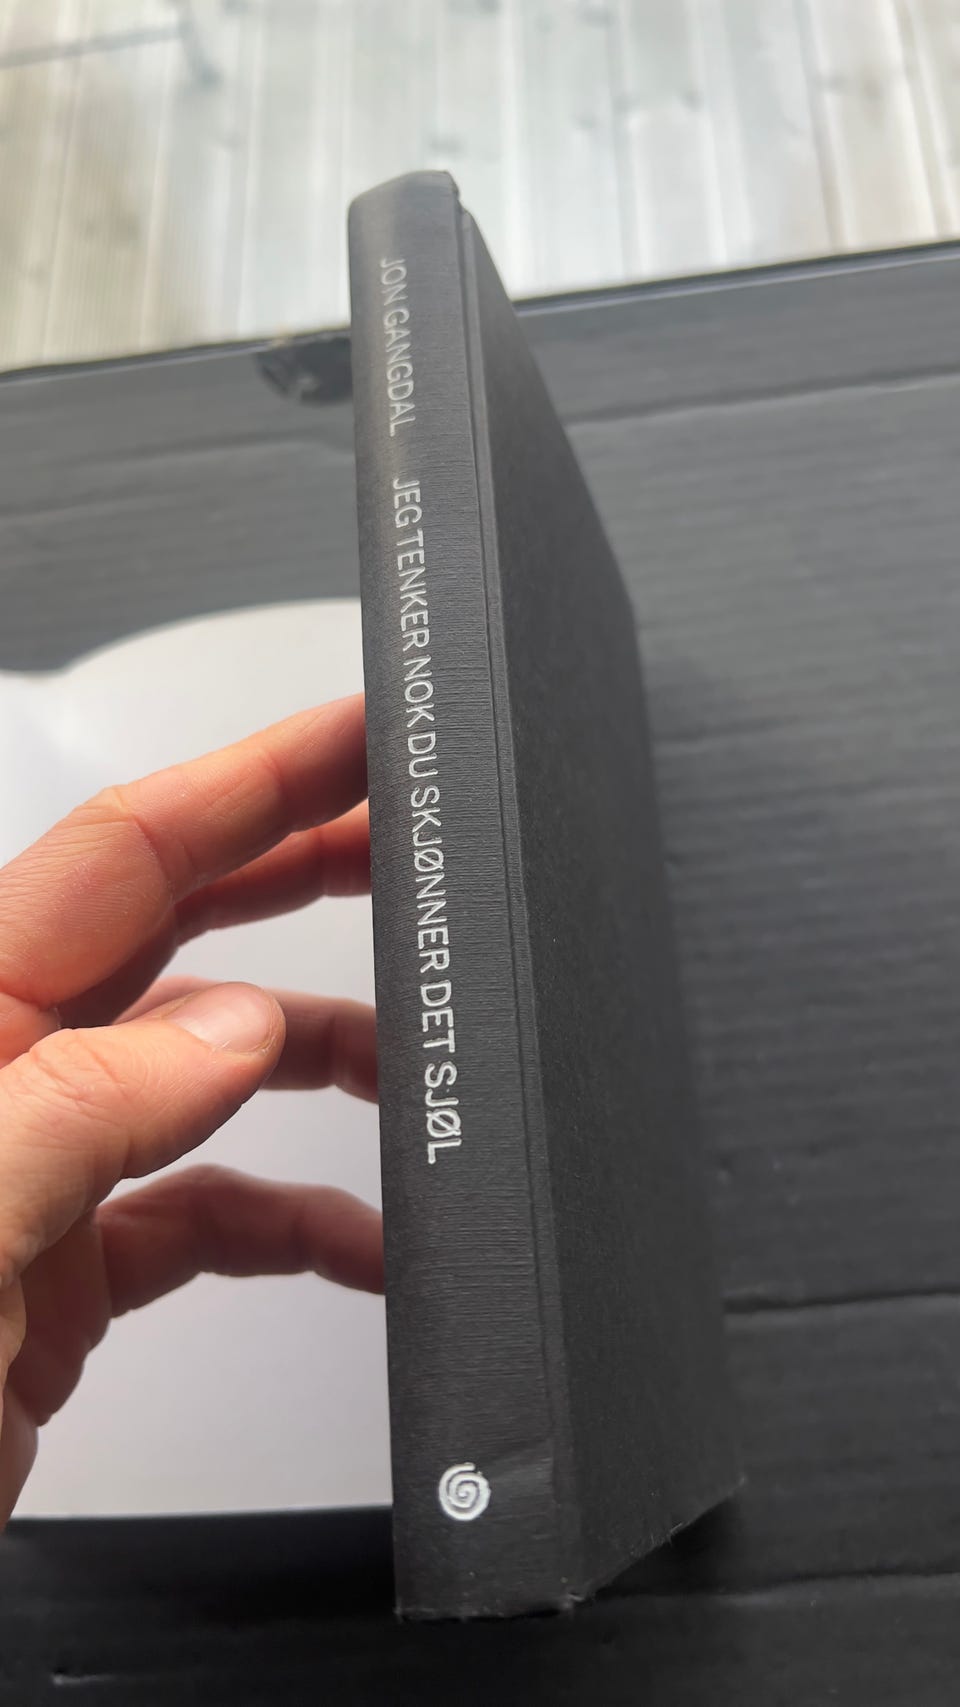 JON GANGDAL JEG TENKER NOK DU SKJØNNER DET SJØL